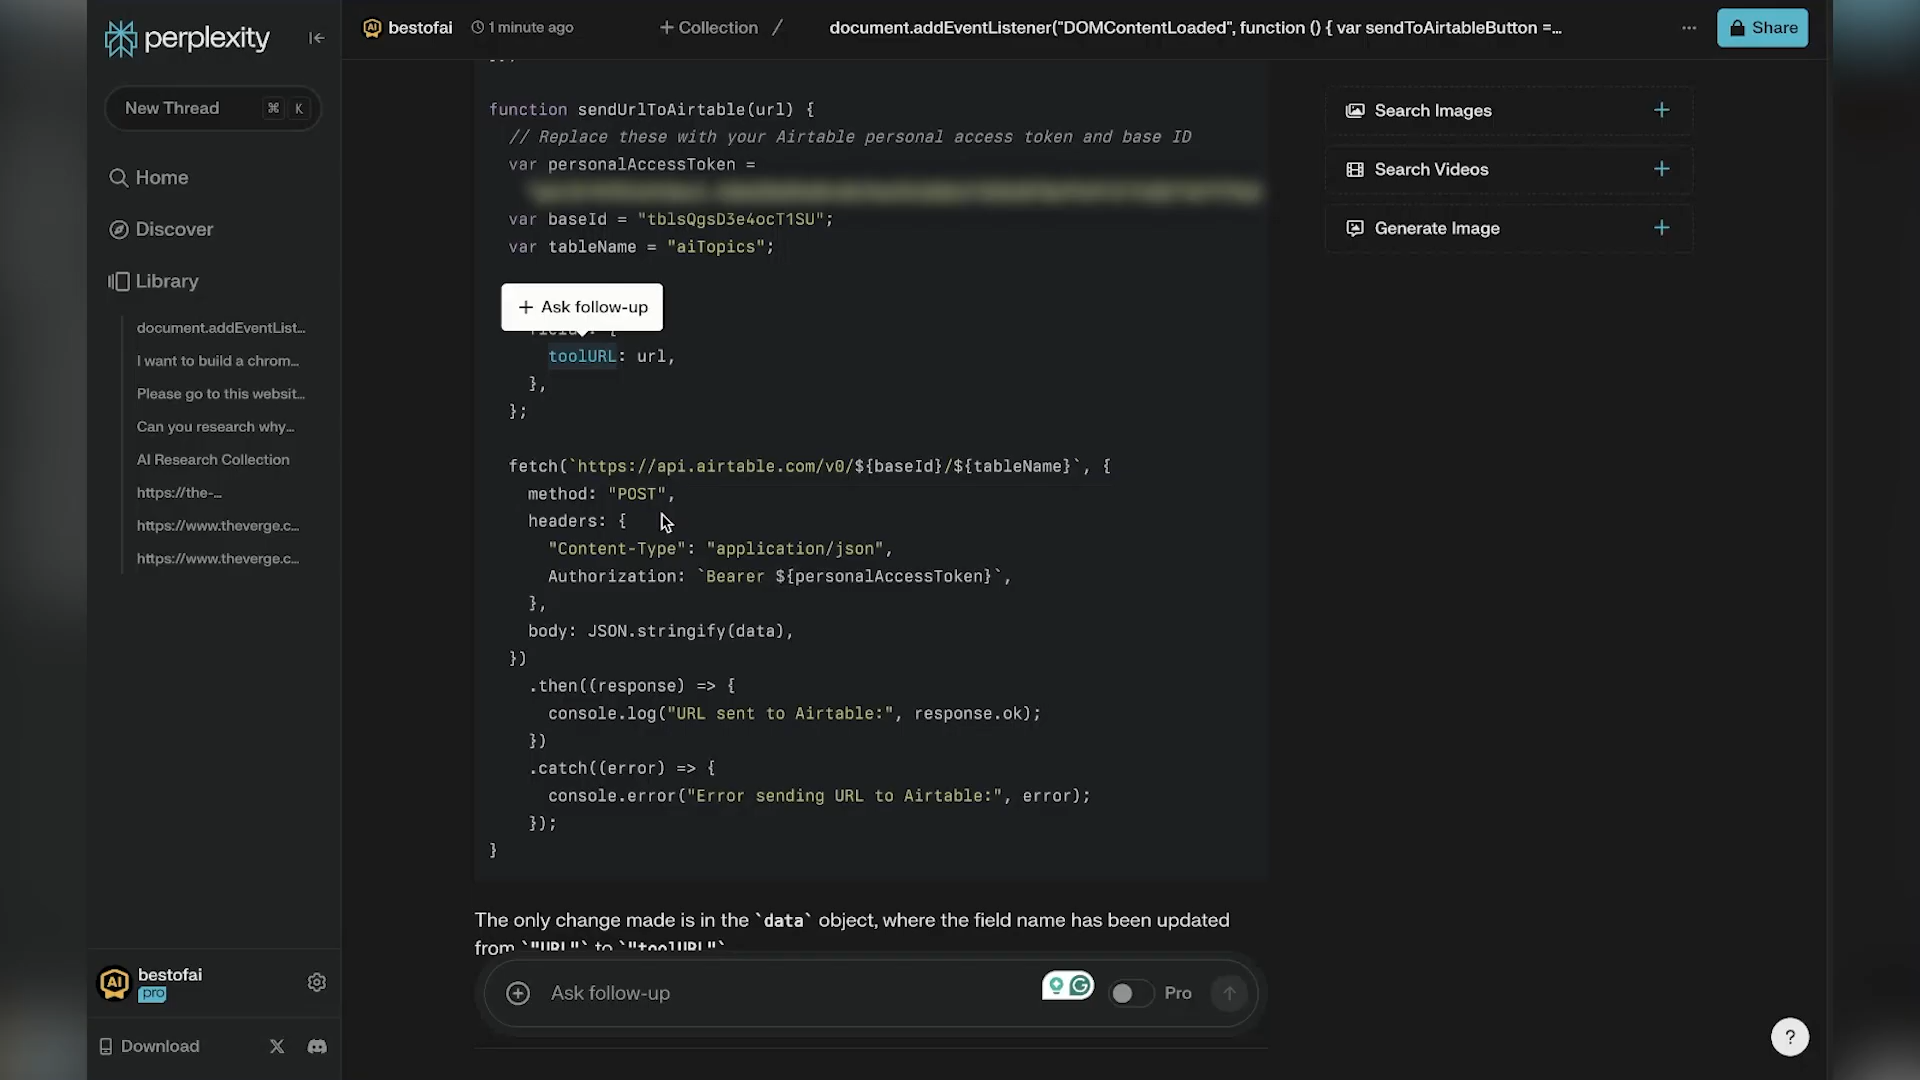 perplexity
New Thread ⌘ K
Home
Discover
Library
document.addEventList...
I want to build a chrom...
Please go to this websit...
Can you research why...
AI Research Collection
https://the-...
https://www.theverge.c...
https://www.theverge.c...
AI
bestofai
pro
Download
AI bestofai 1 minute ago
+ Collection /
document.addEventListener("DOMContentLoaded", function () { var sendToAirtableButton =...
... Share
function sendUrlToAirtable(url) {
// Replace these with your Airtable personal access token and base ID
var personalAccessToken =
var baseId = "tblsQgsD3e4ocT1SU";
var tableName = "aiTopics";
+ Ask follow-up
toolURL: url,
},
};
fetch(`https://api.airtable.com/v0/${baseId}/${tableName}`, {
method: "POST",
headers: {
"Content-Type": "application/json",
Authorization: `Bearer ${personalAccessToken}`,
},
body: JSON.stringify(data),
})
.then((response) => {
console.log("URL sent to Airtable:", response.ok);
})
.catch((error) => {
console.error("Error sending URL to Airtable:", error);
});
}
The only change made is in the `data` object, where the field name has been updated
from `"URL"` to `"toolURL"`
Ask follow-up
Pro
Search Images +
Search Videos +
Generate Image +
?